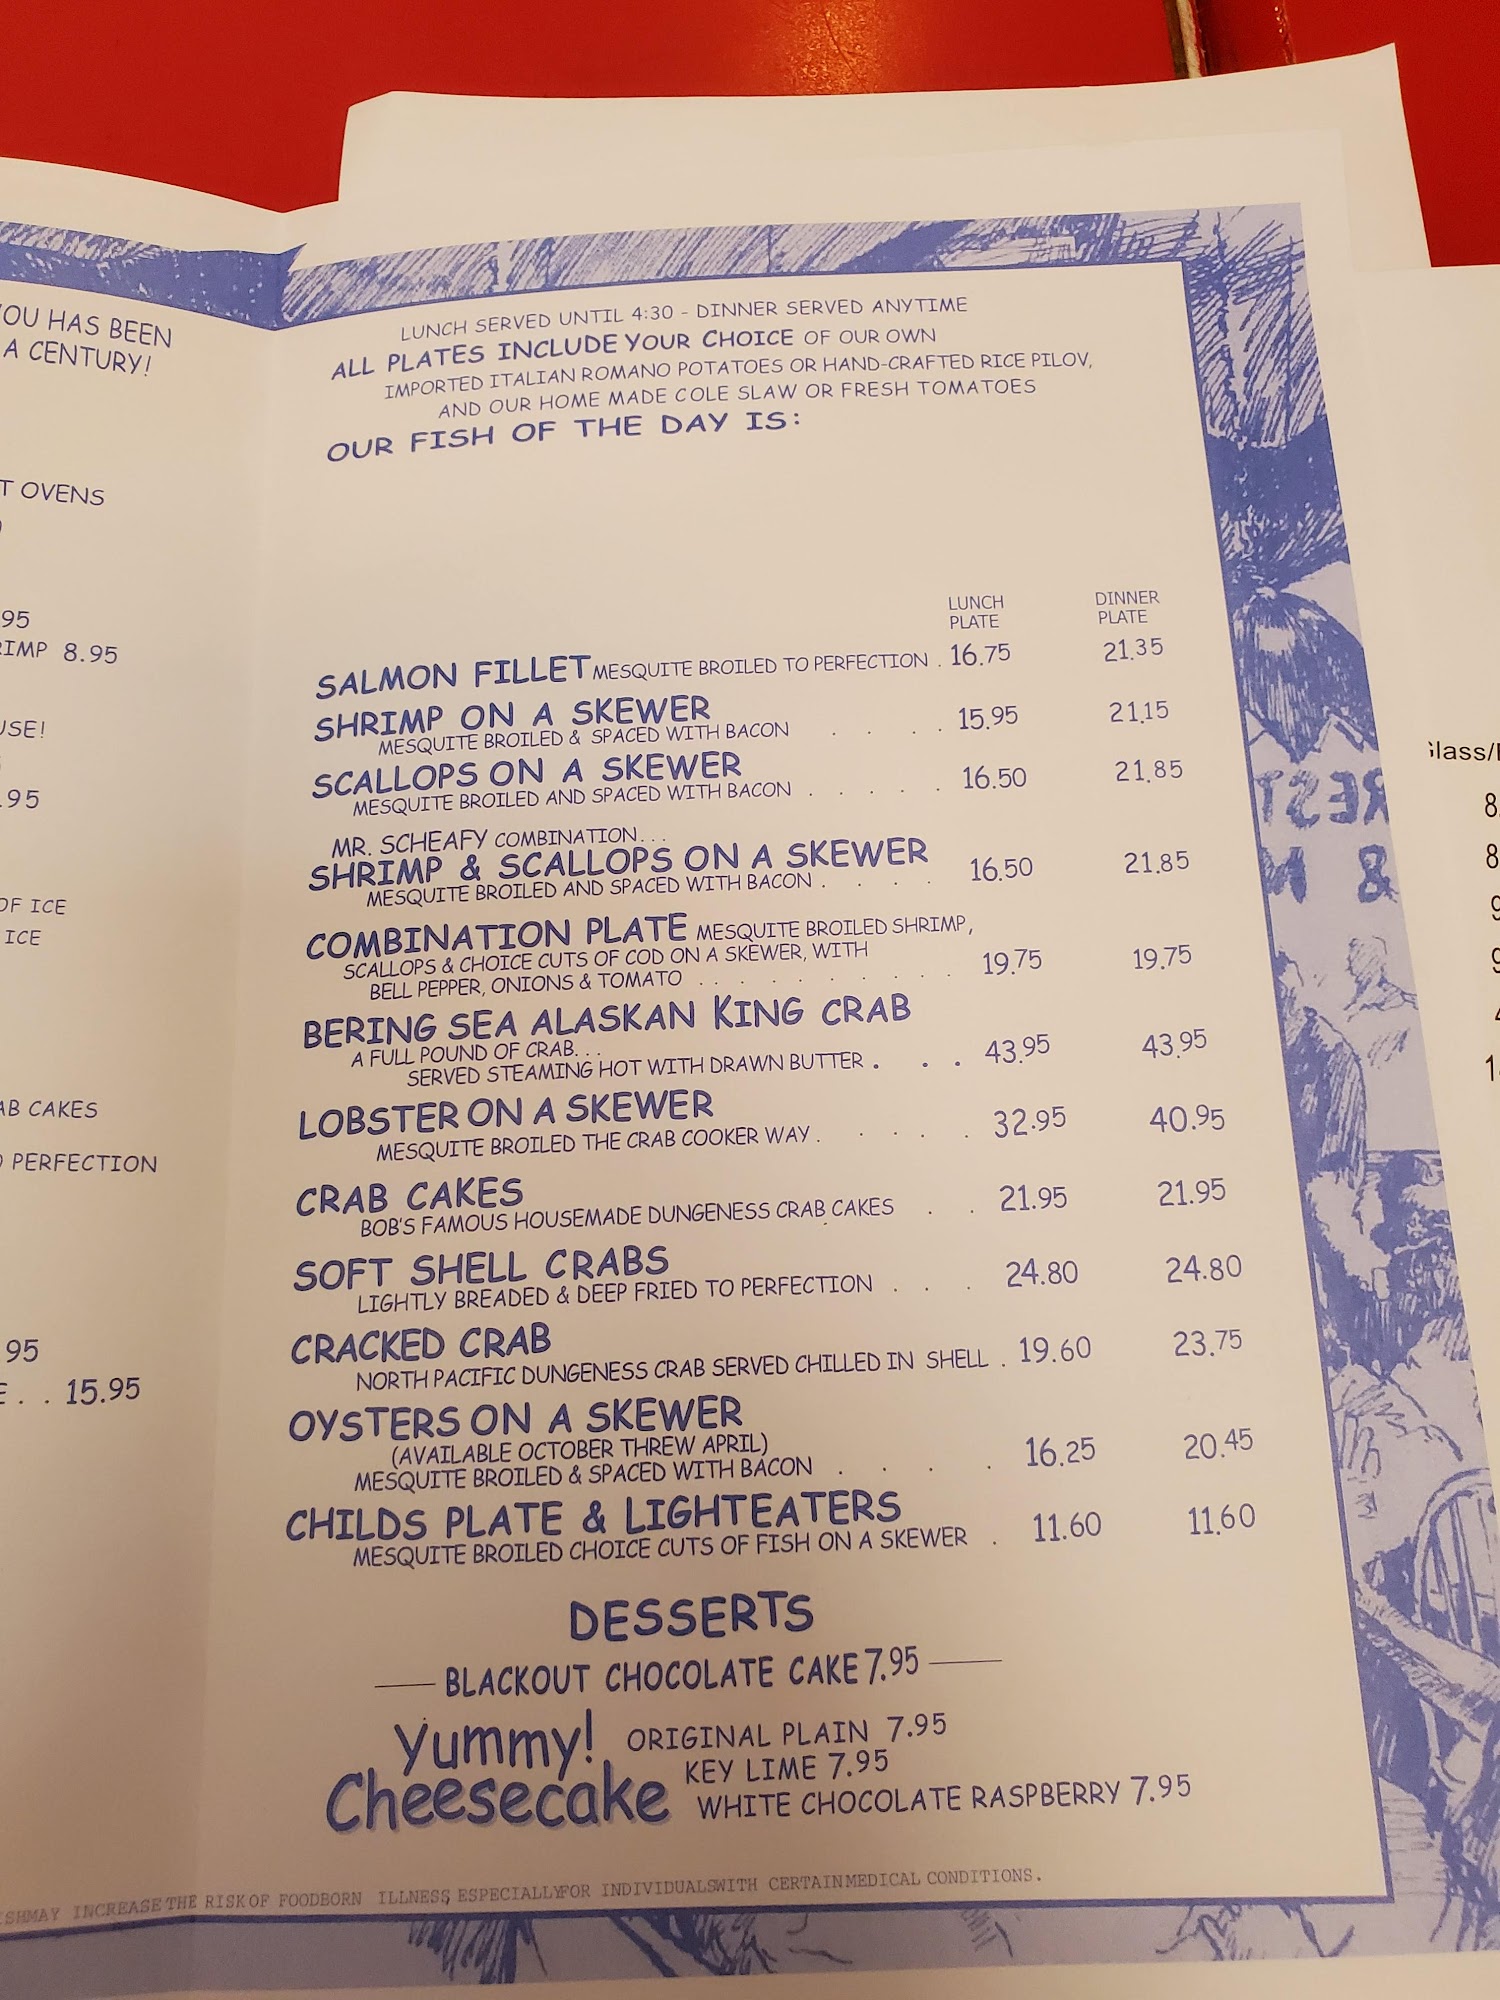 YOU HAS BEEN
A CENTURY!
T OVENS
95
8.95
USE!
.95
OF ICE
ICE
AB CAKES
PERFECTION
95
. . 15.95
LUNCH SERVED UNTIL 4:30 - DINNER SERVED ANYTIME
ALL PLATES INCLUDE YOUR CHOICE OF OUR OWN
IMPORTED ITALIAN ROMANO POTATOES OR HAND-CRAFTED RICE PILOV,
AND OUR HOME MADE COLE SLAW OR FRESH TOMATOES
OUR FISH OF THE DAY IS:
LUNCH PLATE DINNER PLATE
SALMON FILLET MESQUITE BROILED TO PERFECTION . 16.75 21.35
SHRIMP ON A SKEWER
MESQUITE BROILED & SPACED WITH BACON . . . . 15.95 21.15
SCALLOPS ON A SKEWER
MESQUITE BROILED AND SPACED WITH BACON . . . . . 16.50 21.85
MR. SCHEAFY COMBINATION. . .
SHRIMP & SCALLOPS ON A SKEWER
MESQUITE BROILED AND SPACED WITH BACON . . . . 16.50 21.85
COMBINATION PLATE MESQUITE BROILED SHRIMP,
SCALLOPS & CHOICE CUTS OF COD ON A SKEWER, WITH
BELL PEPPER, ONIONS & TOMATO . . . . . . . . 19.75 19.75
BERING SEA ALASKAN KING CRAB
A FULL POUND OF CRAB. . .
SERVED STEAMING HOT WITH DRAWN BUTTER . . . 43.95 43.95
LOBSTER ON A SKEWER
MESQUITE BROILED THE CRAB COOKER WAY . . . . . 32.95 40.95
CRAB CAKES
BOB'S FAMOUS HOUSEMADE DUNGENESS CRAB CAKES . . 21.95 21.95
SOFT SHELL CRABS
LIGHTLY BREADED & DEEP FRIED TO PERFECTION . . . 24.80 24.80
CRACKED CRAB
NORTH PACIFIC DUNGENESS CRAB SERVED CHILLED IN SHELL . 19.60 23.75
OYSTERS ON A SKEWER
(AVAILABLE OCTOBER THREW APRIL)
MESQUITE BROILED & SPACED WITH BACON . . . . 16.25 20.45
CHILDS PLATE & LIGHTEATERS
MESQUITE BROILED CHOICE CUTS OF FISH ON A SKEWER . 11.60 11.60
DESSERTS
BLACKOUT CHOCOLATE CAKE 7.95
Yummy! ORIGINAL PLAIN 7.95
KEY LIME 7.95
Cheesecake WHITE CHOCOLATE RASPBERRY 7.95
MAY INCREASE THE RISK OF FOODBORN ILLNESS, ESPECIALLY FOR INDIVIDUALS WITH CERTAIN MEDICAL CONDITIONS.